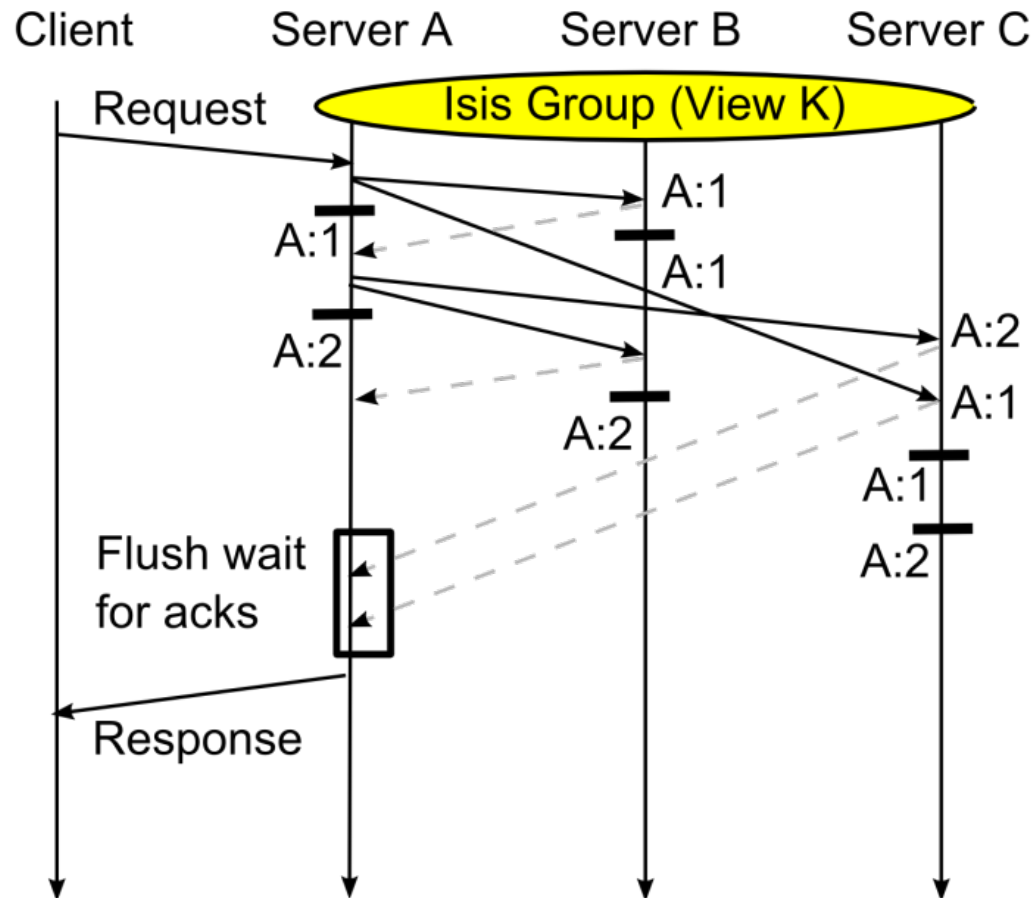 Client
Server A
Server B
Server C
Isis Group (View K)
Request
A:1
A:1
A:1
A:2
A:2
A:1
A:2
A:1
A:2
Flush wait
for acks
Response